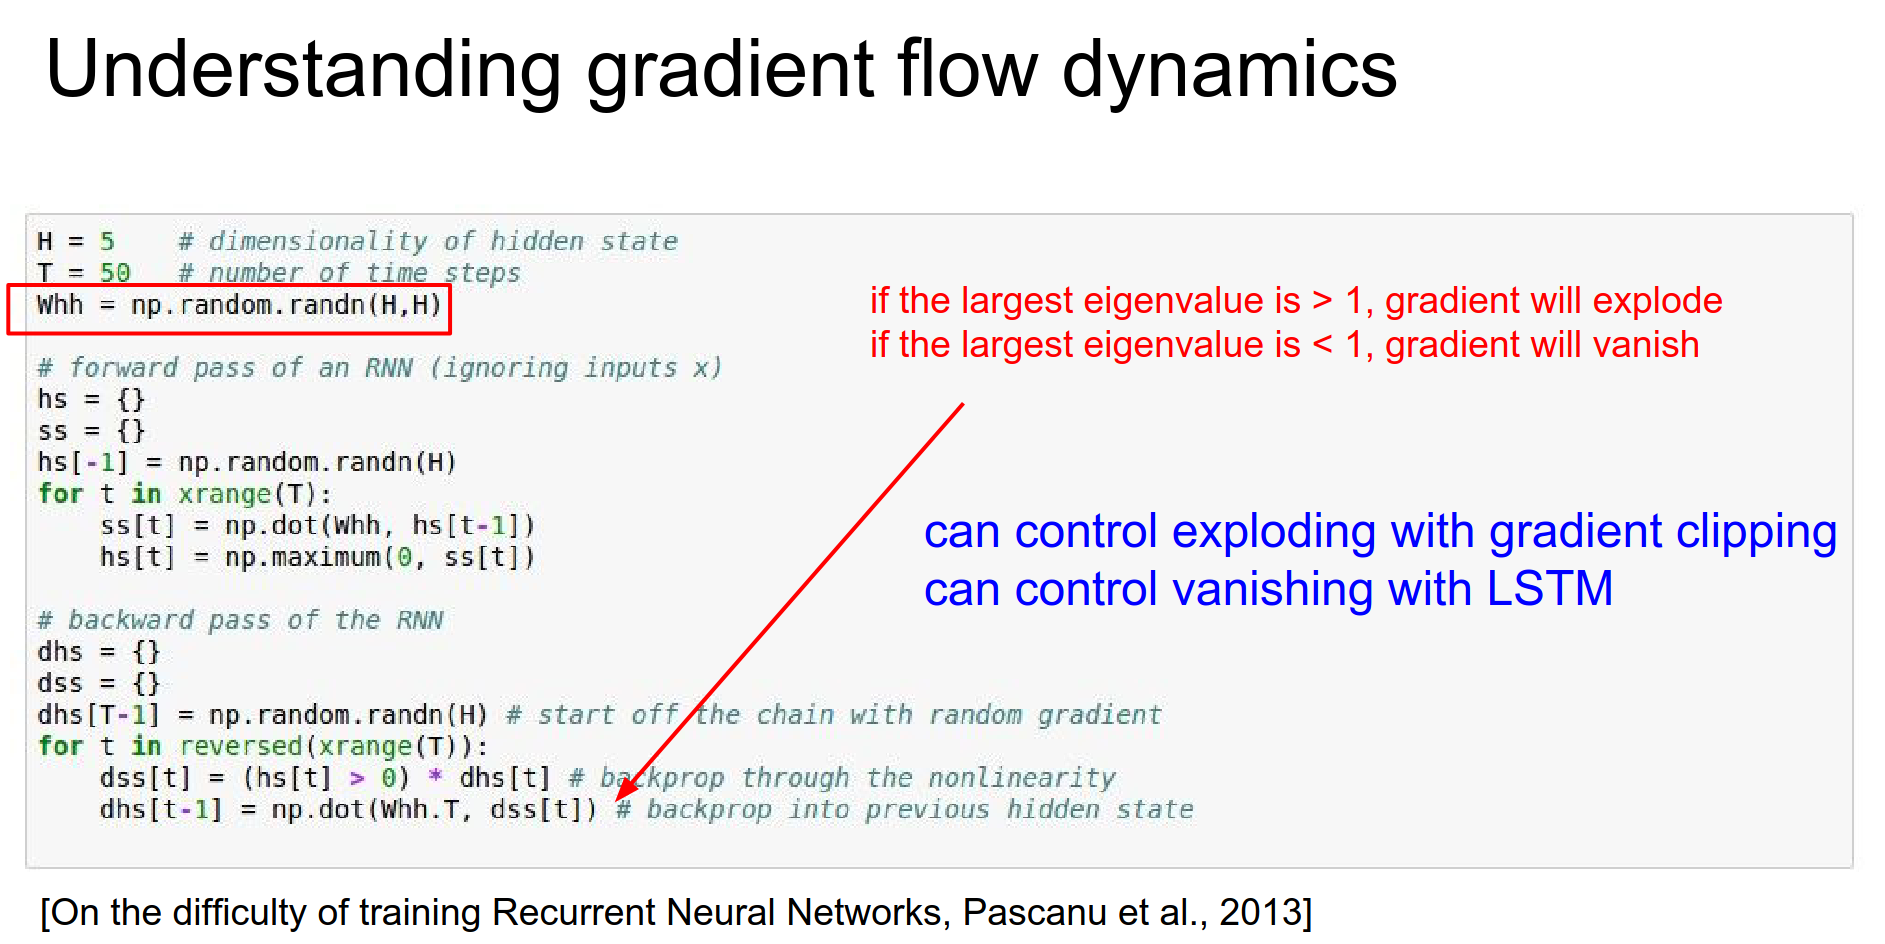 Understanding gradient flow dynamics
H = 5    # dimensionality of hidden state
T = 50   # number of time steps
Whh = np.random.randn(H,H)
if the largest eigenvalue is > 1, gradient will explode
if the largest eigenvalue is < 1, gradient will vanish
# forward pass of an RNN (ignoring inputs x)
hs = {}
ss = {}
hs[-1] = np.random.randn(H)
for t in xrange(T):
    ss[t] = np.dot(Whh, hs[t-1])
    hs[t] = np.maximum(0, ss[t])
can control exploding with gradient clipping
can control vanishing with LSTM
# backward pass of the RNN
dhs = {}
dss = {}
dhs[T-1] = np.random.randn(H) # start off the chain with random gradient
for t in reversed(xrange(T)):
    dss[t] = (hs[t] > 0) * dhs[t] # backprop through the nonlinearity
    dhs[t-1] = np.dot(Whh.T, dss[t]) # backprop into previous hidden state
[On the difficulty of training Recurrent Neural Networks, Pascanu et al., 2013]